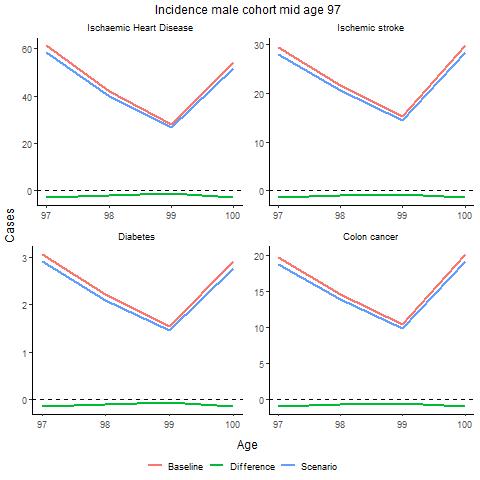 Incidence male cohort mid age 97
Ischaemic Heart Disease
Ischemic stroke
60
40
20
0
97 98 99 100
30
20
10
0
97 98 99 100
Cases
Diabetes
Colon cancer
3
2
1
0
97 98 99 100
20
15
10
5
0
97 98 99 100
Age
Baseline Difference Scenario